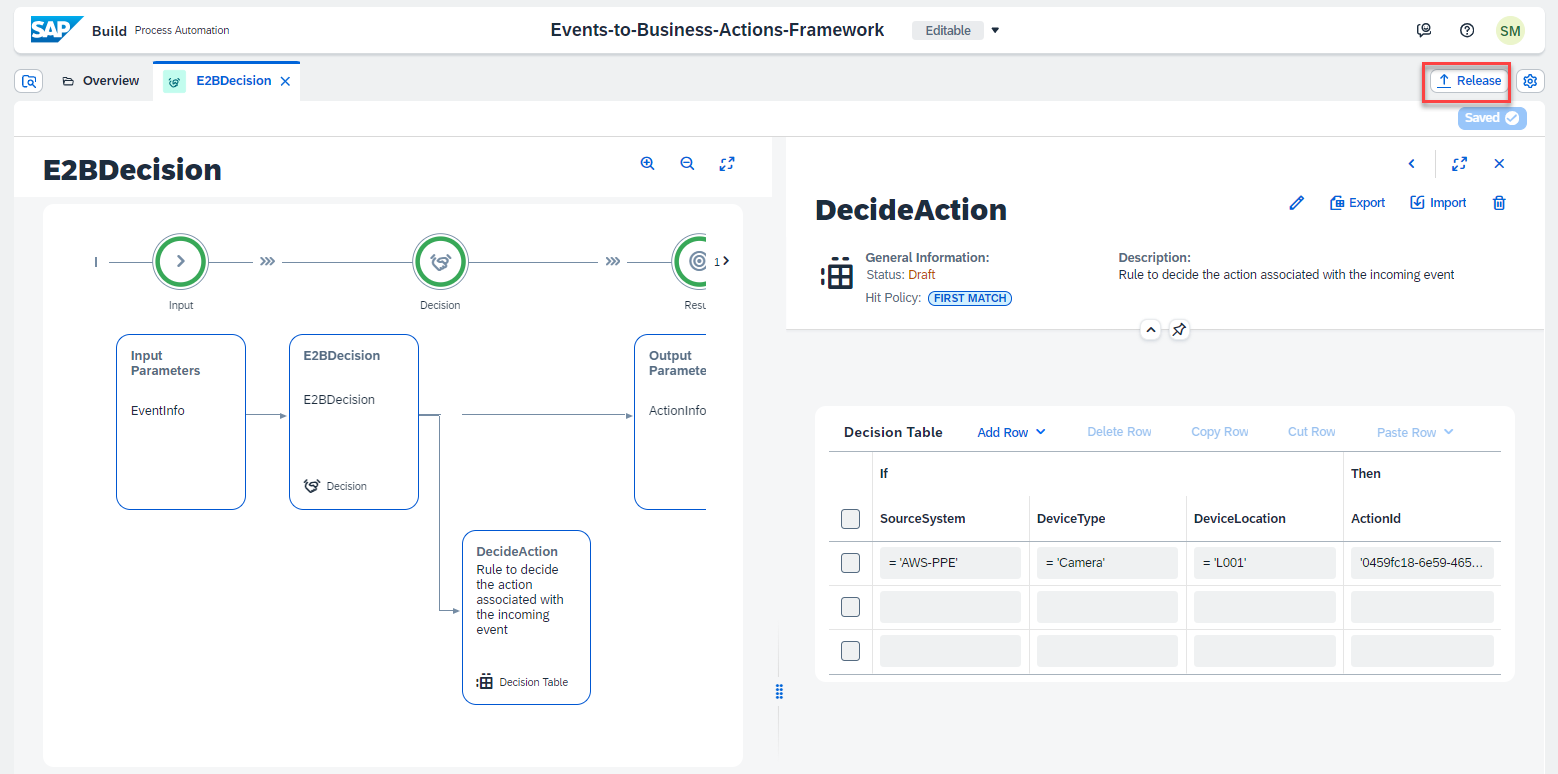 SAP Build Process Automation
Events-to-Business-Actions-Framework
Editable
SM
Overview
E2BDecision
Release
Saved
E2BDecision
Input
Decision
1
Resu
Input
Parameters
EventInfo
E2BDecision
E2BDecision
Decision
Output
Paramete
ActionInfo
DecideAction
Rule to decide
the action
associated with
the incoming
event
Decision Table
DecideAction
Export
Import
General Information:
Status: Draft
Hit Policy: FIRST MATCH
Description:
Rule to decide the action associated with the incoming event
Decision Table
Add Row
Delete Row
Copy Row
Cut Row
Paste Row
If
Then
SourceSystem
DeviceType
DeviceLocation
ActionId
= 'AWS-PPE'
= 'Camera'
= 'L001'
'0459fc18-6e59-465...